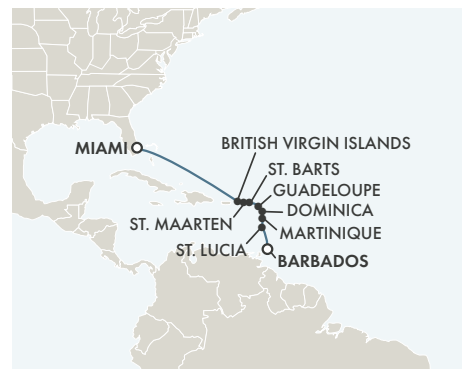 MIAMI
BRITISH VIRGIN ISLANDS
ST. BARTS
GUADELOUPE
DOMINICA
ST. MAARTEN
MARTINIQUE
ST. LUCIA
BARBADOS